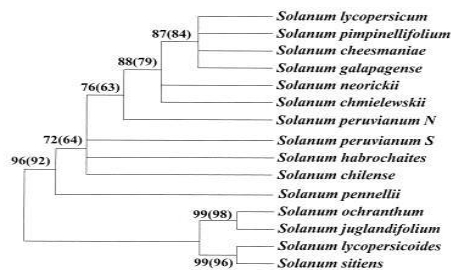 Solanum lycopersicum
Solanum pimpinellifolium
87(84)
Solanum cheesmaniae
88(79)
Solanum galapagense
76(63)
Solanum neorickii
Solanum chmielewskii
Solanum peruvianum N
72(64)
Solanum peruvianum S
96(92)
Solanum habrochaites
Solanum chilense
Solanum pennellii
99(98)
Solanum ochranthum
Solanum juglandifolium
Solanum lycopersicoides
99(96)
Solanum sitiens